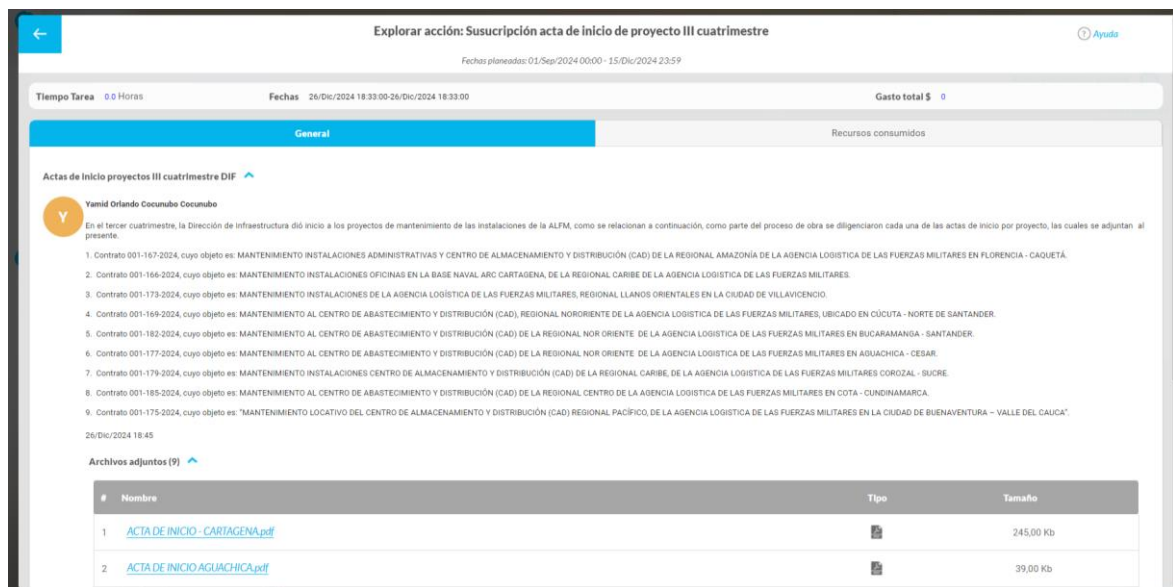 Explorar acción: Susucripción acta de inicio de proyecto III cuatrimestre
Ayuda
Fechas planeadas: 01/Sep/2024 00:00 - 15/Dic/2024 23:59
Tiempo Tarea 0.0 Horas Fechas 26/Dic/2024 18:33:00-26/Dic/2024 18:33:00 Gasto total $ 0
General Recursos consumidos
Actas de inicio proyectos III cuatrimestre DIF
Y
Yamid Orlando Cocunubo Cocunubo
En el tercer cuatrimestre, la Dirección de infraestructura dió inicio a los proyectos de mantenimiento de las instalaciones de la ALFM, como se relacionan a continuación, como parte del proceso de obra se diligenciaron cada una de las actas de inicio por proyecto, las cuales se adjuntan al
presente.
1. Contrato 001-167-2024, cuyo objeto es: MANTENIMIENTO INSTALACIONES ADMINISTRATIVAS Y CENTRO DE ALMACENAMIENTO Y DISTRIBUCIÓN (CAD) DE LA REGIONAL AMAZONÍA DE LA AGENCIA LOGISTICA DE LAS FUERZAS MILITARES EN FLORENCIA - CAQUETÁ.
2. Contrato 001-166-2024, cuyo objeto es: MANTENIMIENTO INSTALACIONES OFICINAS EN LA BASE NAVAL ARC CARTAGENA, DE LA REGIONAL CARIBE DE LA AGENCIA LOGISTICA DE LAS FUERZAS MILITARES.
3. Contrato 001-173-2024, cuyo objeto es: MANTENIMIENTO INSTALACIONES DE LA AGENCIA LOGÍSTICA DE LAS FUERZAS MILITARES, REGIONAL LLANOS ORIENTALES EN LA CIUDAD DE VILLAVICENCIO.
4. Contrato 001-169-2024, cuyo objeto es: MANTENIMIENTO AL CENTRO DE ABASTECIMIENTO Y DISTRIBUCIÓN (CAD), REGIONAL NORORIENTE DE LA AGENCIA LOGISTICA DE LAS FUERZAS MILITARES, UBICADO EN CÚCUTA - NORTE DE SANTANDER.
5. Contrato 001-182-2024, cuyo objeto es: MANTENIMIENTO AL CENTRO DE ABASTECIMIENTO Y DISTRIBUCIÓN (CAD) DE LA REGIONAL NOR ORIENTE DE LA AGENCIA LOGISTICA DE LAS FUERZAS MILITARES EN BUCARAMANGA - SANTANDER.
6. Contrato 001-177-2024, cuyo objeto es: MANTENIMIENTO AL CENTRO DE ABASTECIMIENTO Y DISTRIBUCIÓN (CAD) DE LA REGIONAL NOR ORIENTE DE LA AGENCIA LOGISTICA DE LAS FUERZAS MILITARES EN AGUACHICA - CESAR.
7. Contrato 001-179-2024, cuyo objeto es: MANTENIMIENTO INSTALACIONES CENTRO DE ALMACENAMIENTO Y DISTRIBUCIÓN (CAD) DE LA REGIONAL CARIBE, DE LA AGENCIA LOGISTICA DE LAS FUERZAS MILITARES COROZAL - SUCRE.
8. Contrato 001-185-2024, cuyo objeto es: MANTENIMIENTO AL CENTRO DE ABASTECIMIENTO Y DISTRIBUCIÓN (CAD) DE LA REGIONAL CENTRO DE LA AGENCIA LOGISTICA DE LAS FUERZAS MILITARES EN COTA - CUNDINAMARCA.
9. Contrato 001-175-2024, cuyo objeto es: "MANTENIMIENTO LOCATIVO DEL CENTRO DE ALMACENAMIENTO Y DISTRIBUCIÓN (CAD) REGIONAL PACÍFICO, DE LA AGENCIA LOGISTICA DE LAS FUERZAS MILITARES EN LA CIUDAD DE BUENAVENTURA – VALLE DEL CAUCA".
26/Dic/2024 18:45
Archivos adjuntos (9)
# Nombre Tipo Tamaño
1 ACTA DE INICIO - CARTAGENA.pdf 245,00 Kb
2 ACTA DE INICIO AGUACHICA.pdf 39,00 Kb